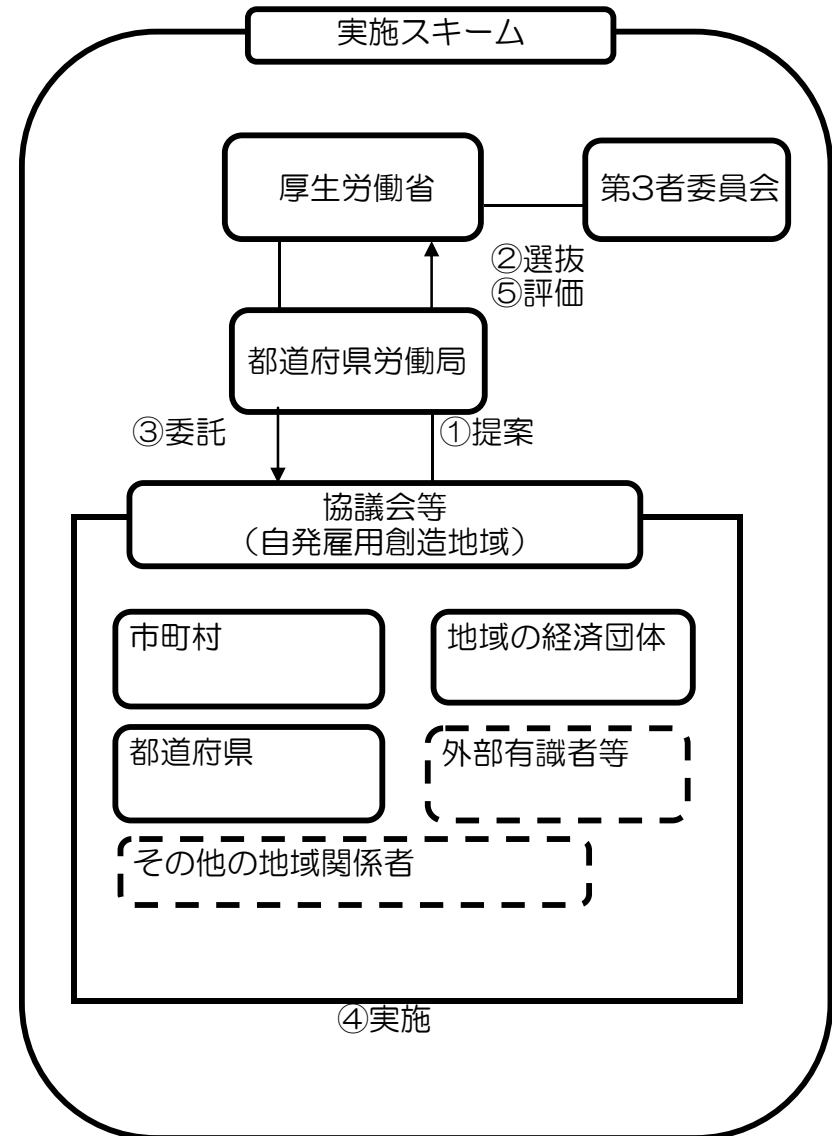 実施スキーム
厚生労働省
第3者委員会
②選抜
⑤評価
都道府県労働局
③委託
①提案
協議会等
（自発雇用創造地域）
市町村
地域の経済団体
都道府県
外部有識者等
その他の地域関係者
④実施